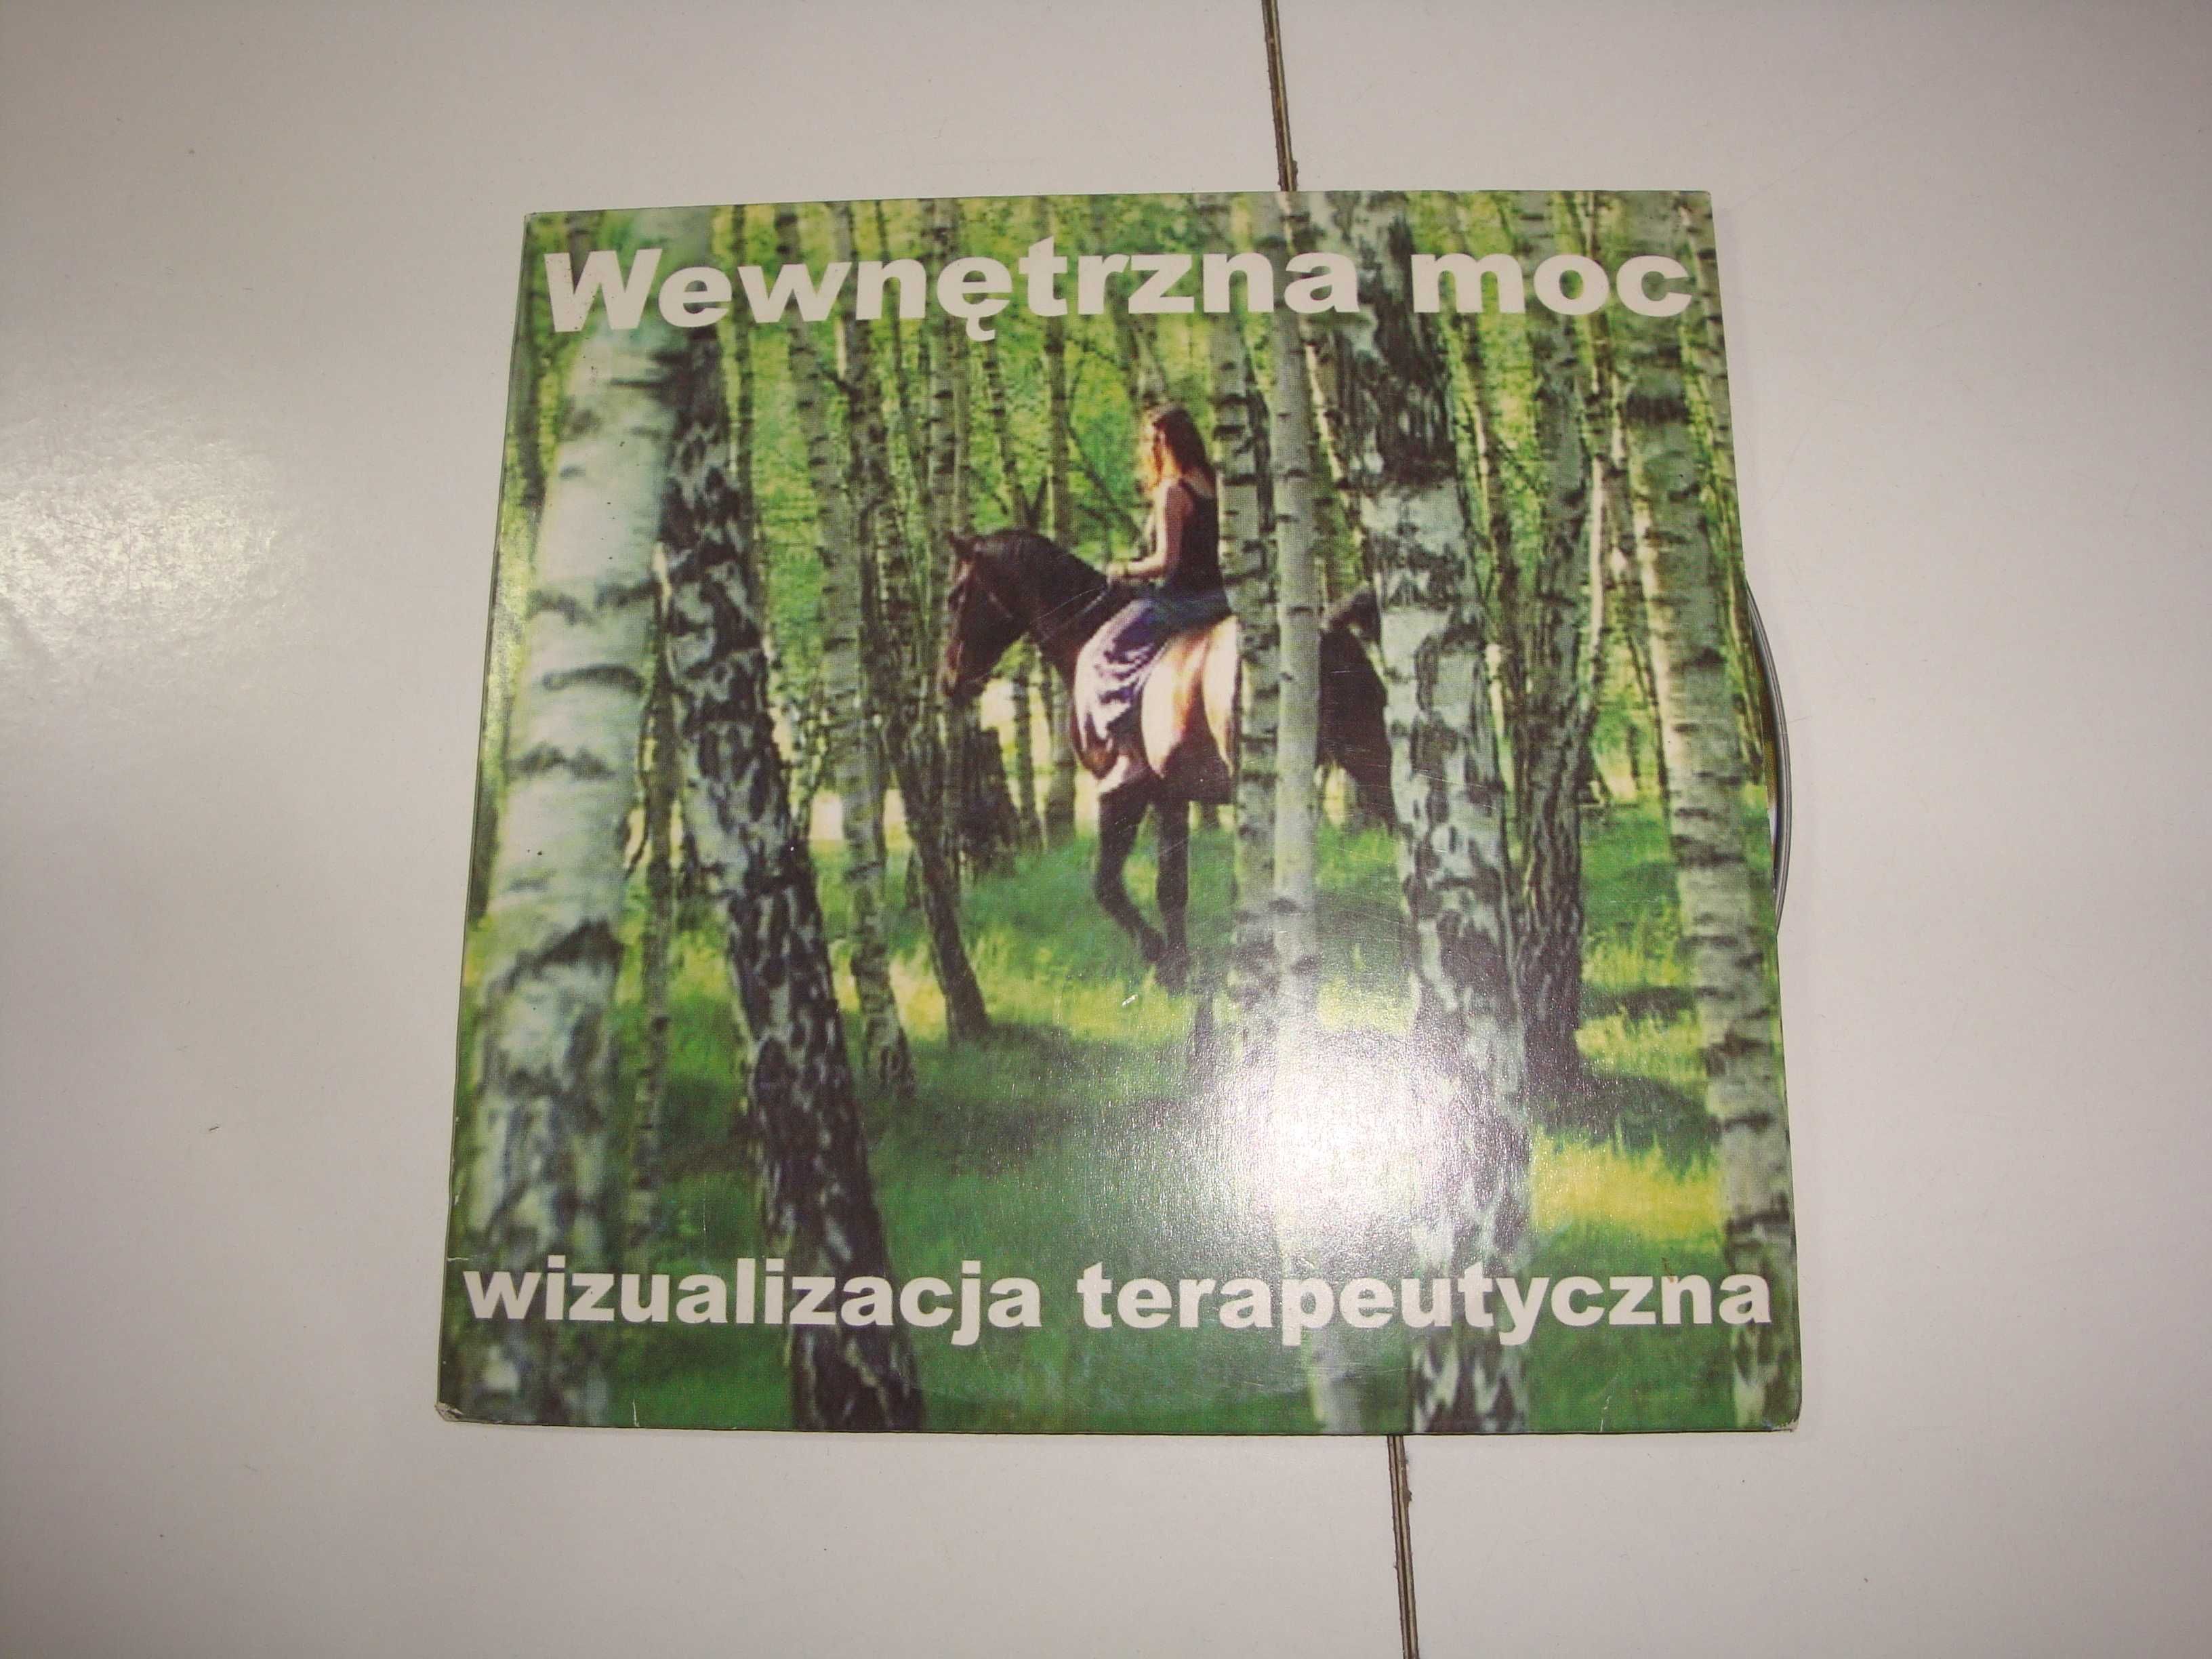 Wewnętrzna moc
wizualizacja terapeutyczna